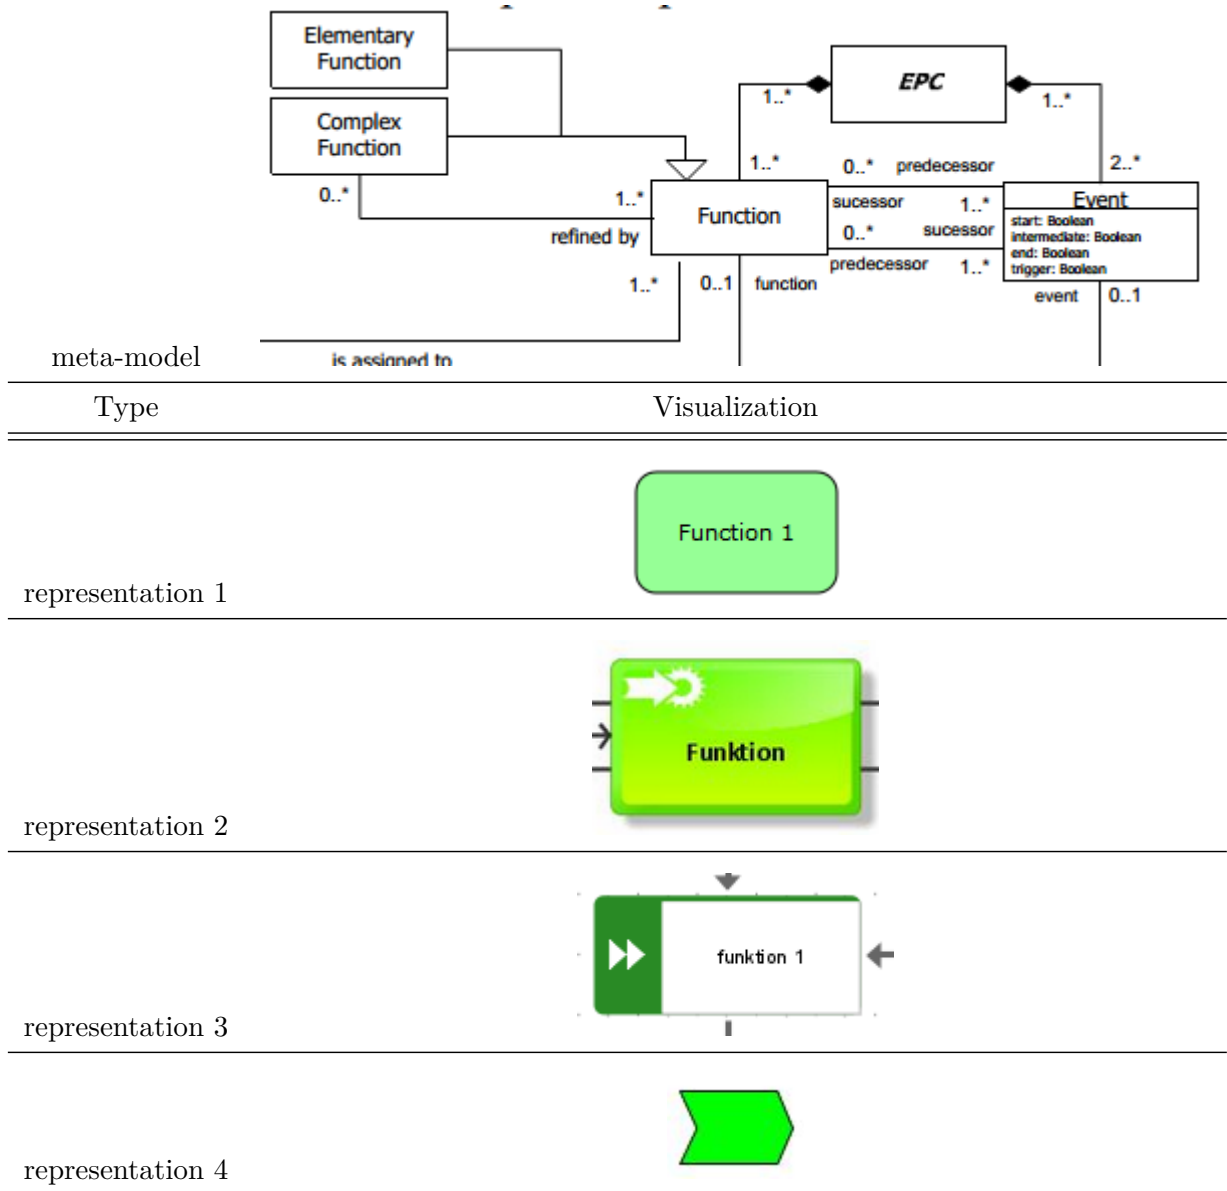 Elementary
Function
Complex
Function
0..*
1..*
refined by
EPC
1..*
1..*
1..*
2..*
0..* predecessor
sucessor 1..*
0..* sucessor
predecessor 1..*
Function
Event
start: Boolean
intermediate: Boolean
end: Boolean
trigger: Boolean
1..*
0..1 function
event 0..1
is assigned to
meta-model
Type Visualization
Function 1
representation 1
Funktion
representation 2
funktion 1
representation 3
representation 4